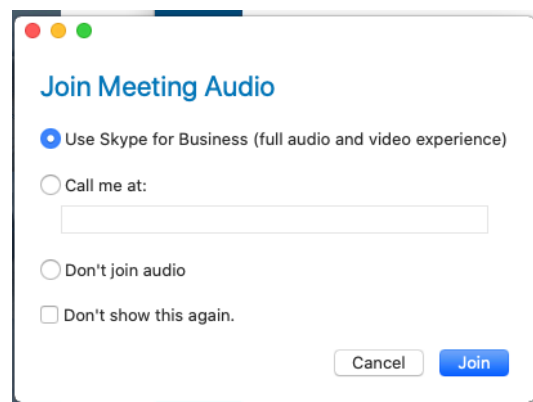 Join Meeting Audio
Use Skype for Business (full audio and video experience)
Call me at:
Don't join audio
Don't show this again.
Cancel
Join